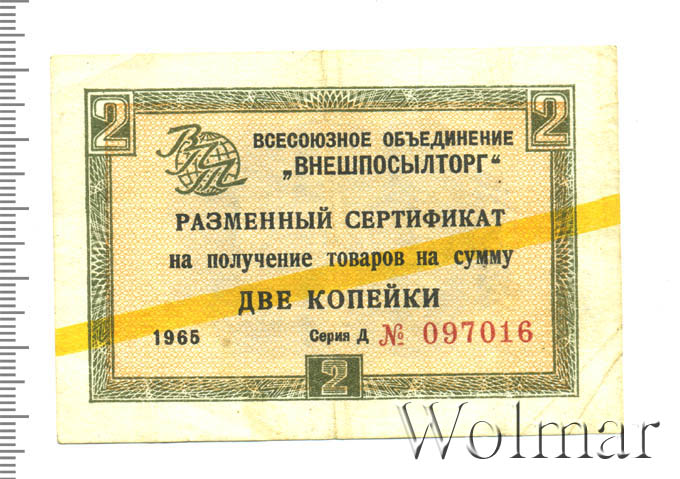 2 2
ВПТ
ВСЕСОЮЗНОЕ ОБЪЕДИНЕНИЕ
„ВНЕШПОСЫЛТОРГ“
РАЗМЕННЫЙ СЕРТИФИКАТ
на получение товаров на сумму
ДВЕ КОПЕЙКИ
1965 Серия Д № 097016
2
Wolmar